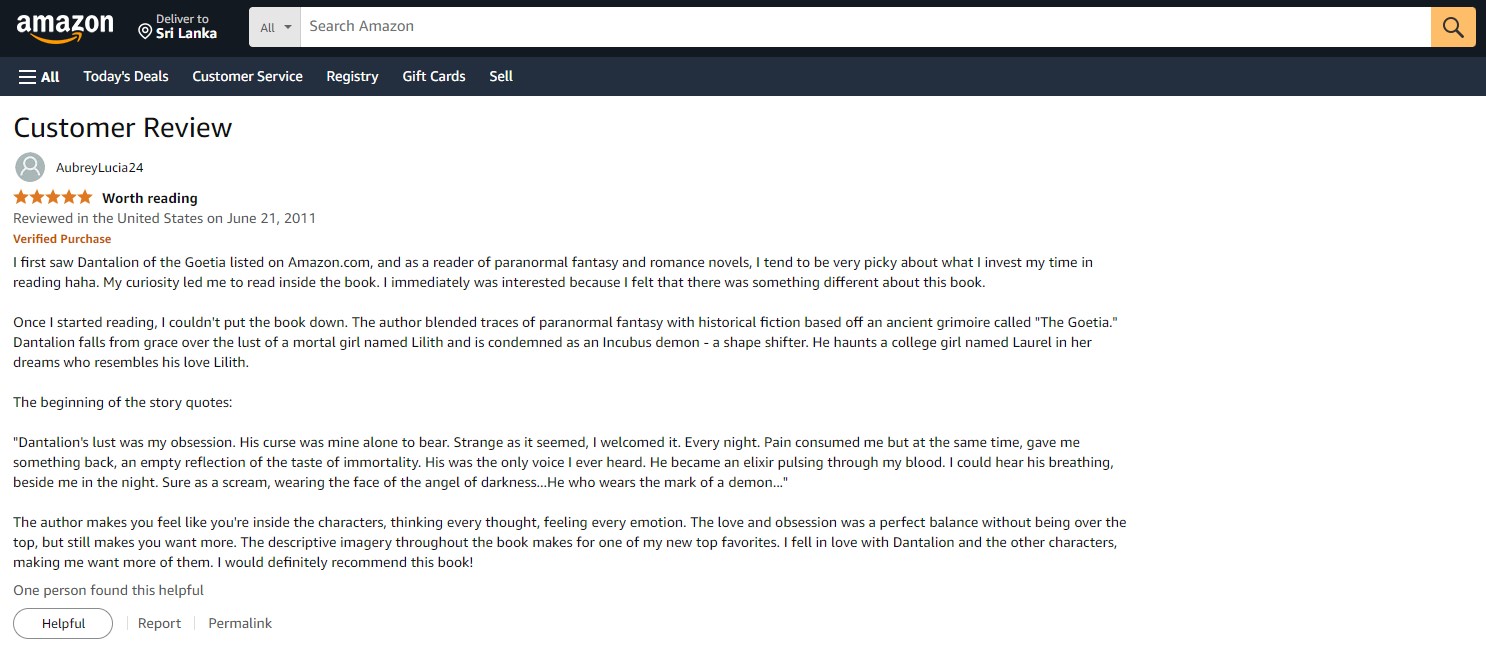 amazon
Deliver to
Sri Lanka
All
Search Amazon
All
Today's Deals
Customer Service
Registry
Gift Cards
Sell
Customer Review
AubreyLucia24
Worth reading
Reviewed in the United States on June 21, 2011
Verified Purchase
I first saw Dantalion of the Goetia listed on Amazon.com, and as a reader of paranormal fantasy and romance novels, I tend to be very picky about what I invest my time in
reading haha. My curiosity led me to read inside the book. I immediately was interested because I felt that there was something different about this book.
Once I started reading, I couldn't put the book down. The author blended traces of paranormal fantasy with historical fiction based off an ancient grimoire called "The Goetia."
Dantalion falls from grace over the lust of a mortal girl named Lilith and is condemned as an Incubus demon - a shape shifter. He haunts a college girl named Laurel in her
dreams who resembles his love Lilith.
The beginning of the story quotes:
"Dantalion's lust was my obsession. His curse was mine alone to bear. Strange as it seemed, I welcomed it. Every night. Pain consumed me but at the same time, gave me
something back, an empty reflection of the taste of immortality. His was the only voice I ever heard. He became an elixir pulsing through my blood. I could hear his breathing,
beside me in the night. Sure as a scream, wearing the face of the angel of darkness...He who wears the mark of a demon..."
The author makes you feel like you're inside the characters, thinking every thought, feeling every emotion. The love and obsession was a perfect balance without being over the
top, but still makes you want more. The descriptive imagery throughout the book makes for one of my new top favorites. I fell in love with Dantalion and the other characters,
making me want more of them. I would definitely recommend this book!
One person found this helpful
Helpful
Report
Permalink